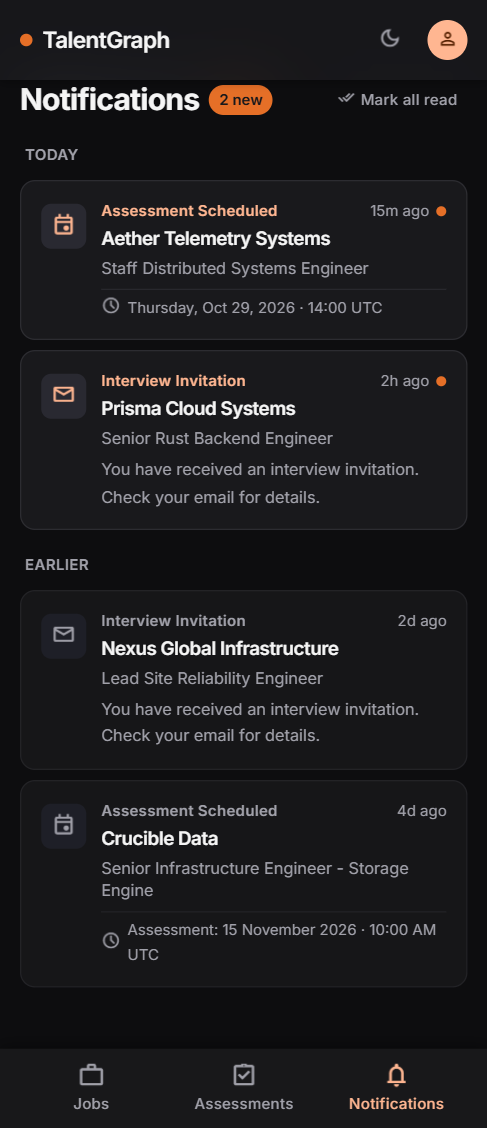 TalentGraph
Notifications 2 new Mark all read
TODAY
Assessment Scheduled 15m ago
Aether Telemetry Systems
Staff Distributed Systems Engineer
Thursday, Oct 29, 2026 · 14:00 UTC
Interview Invitation 2h ago
Prisma Cloud Systems
Senior Rust Backend Engineer
You have received an interview invitation.
Check your email for details.
EARLIER
Interview Invitation 2d ago
Nexus Global Infrastructure
Lead Site Reliability Engineer
You have received an interview invitation.
Check your email for details.
Assessment Scheduled 4d ago
Crucible Data
Senior Infrastructure Engineer - Storage
Engine
Assessment: 15 November 2026 · 10:00 AM
UTC
Jobs Assessments Notifications